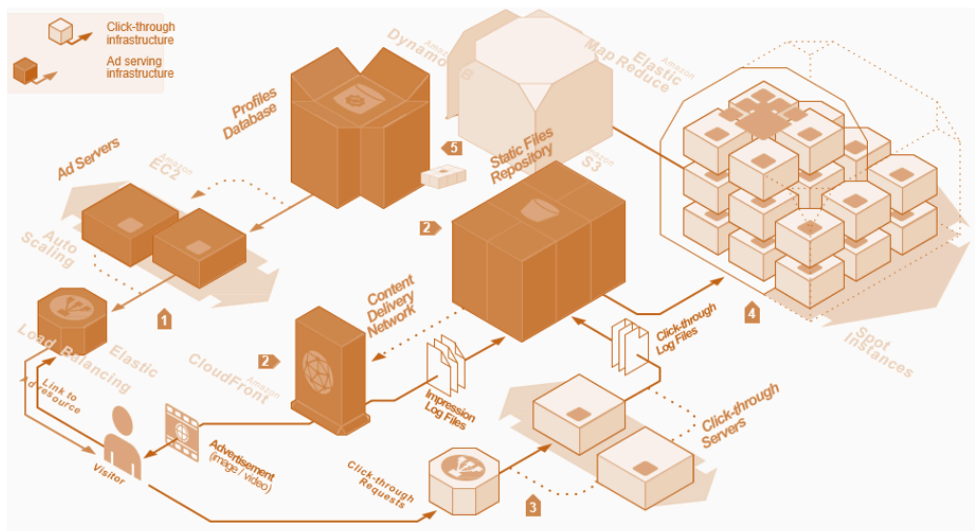 Click-through
infrastructure
Ad serving
infrastructure
Profiles
Database
Amazon
DynamoDB
Amazon
Elastic
Map Reduce
Ad Servers
Amazon
EC2
5
Static Files
Repository
Amazon
S3
2
Auto
Scaling
1
Content
Delivery
Network
4
Spot
Instances
Elastic
Load Balancing
Amazon
CloudFront
2
Click-through
Log Files
Impression
Log Files
Link to
Ad resource
Visitor
Advertisement
(image / video)
Click-through
Requests
Click-through
Servers
3